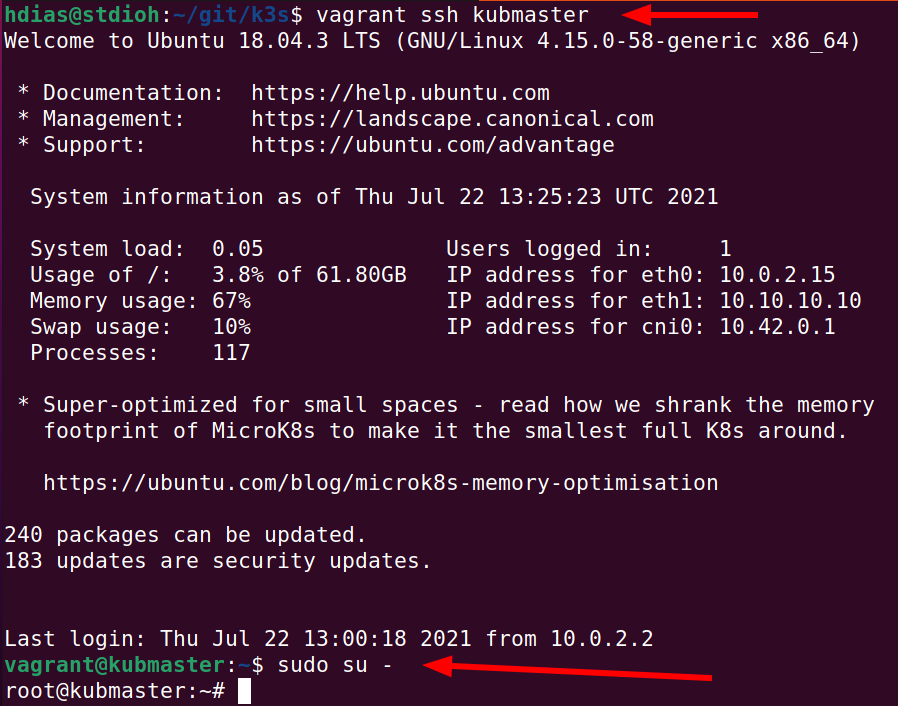 hdias@stdioh:~/git/k3s$ vagrant ssh kubmaster
Welcome to Ubuntu 18.04.3 LTS (GNU/Linux 4.15.0-58-generic x86_64)

 * Documentation:  https://help.ubuntu.com
 * Management:     https://landscape.canonical.com
 * Support:        https://ubuntu.com/advantage

  System information as of Thu Jul 22 13:25:23 UTC 2021

  System load:  0.05              Users logged in:     1
  Usage of /:   3.8% of 61.80GB   IP address for eth0: 10.0.2.15
  Memory usage: 67%               IP address for eth1: 10.10.10.10
  Swap usage:   10%               IP address for cni0: 10.42.0.1
  Processes:    117

 * Super-optimized for small spaces - read how we shrank the memory
   footprint of MicroK8s to make it the smallest full K8s around.

   https://ubuntu.com/blog/microk8s-memory-optimisation

240 packages can be updated.
183 updates are security updates.


Last login: Thu Jul 22 13:00:18 2021 from 10.0.2.2
vagrant@kubmaster:~$ sudo su -
root@kubmaster:~#